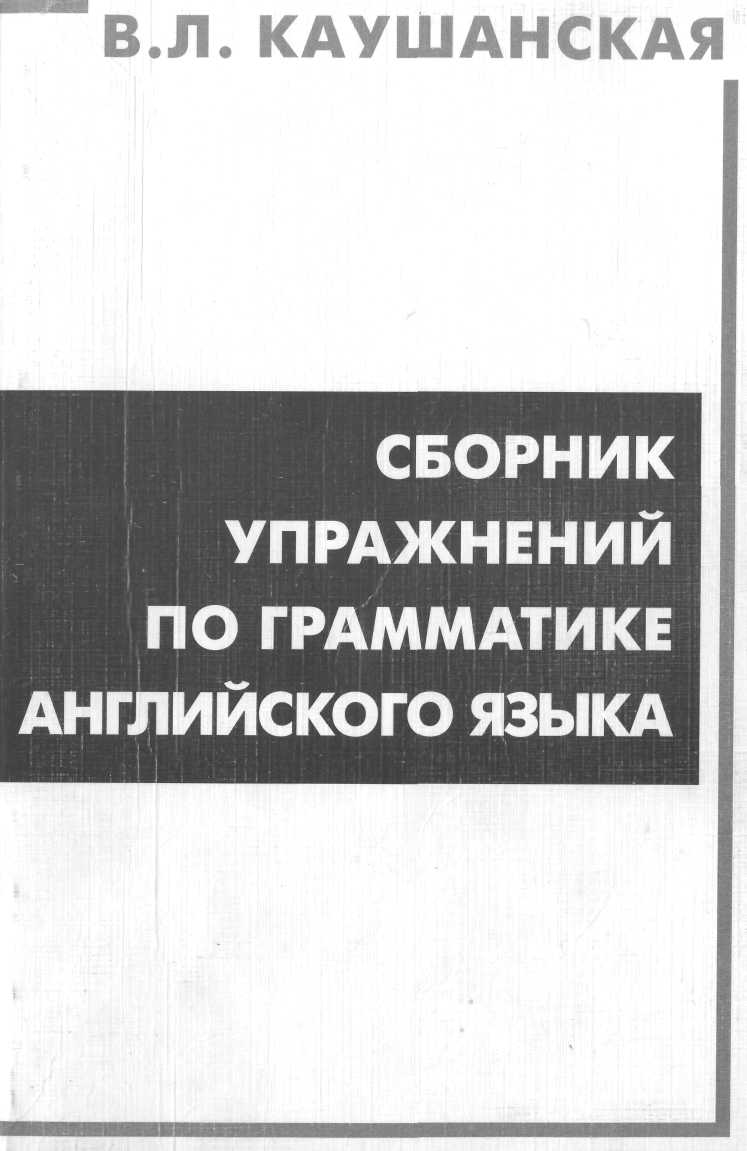 В.Л. КАУШАНСКАЯ
СБОРНИК
УПРАЖНЕНИЙ
ПО ГРАММАТИКЕ
АНГЛИЙСКОГО ЯЗЫКА